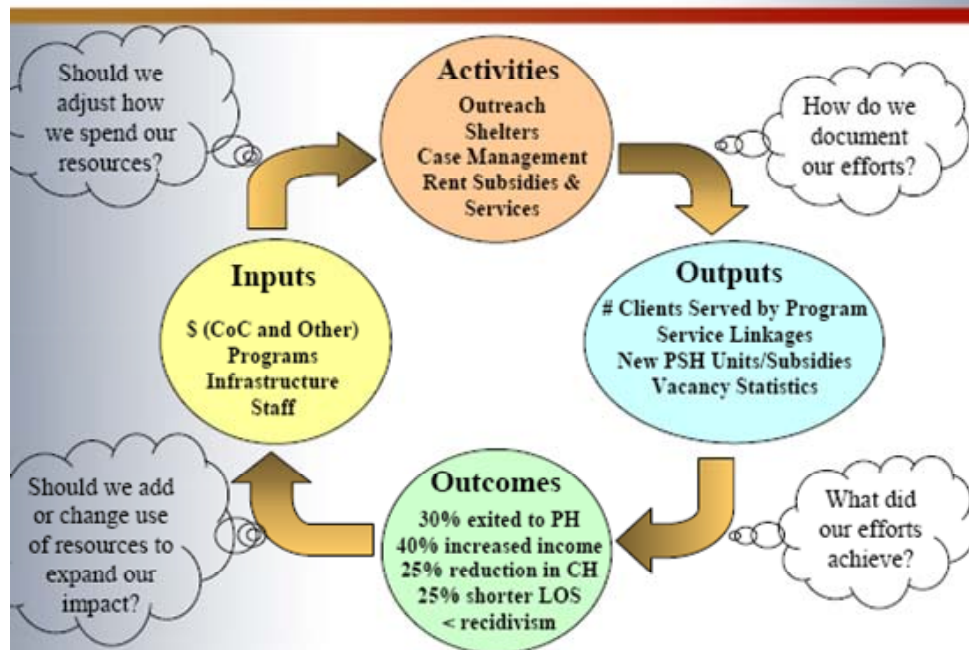 Should we
adjust how
we spend our
resources?
Activities
Outreach
Shelters
Case Management
Rent Subsidies &
Services
How do we
document
our efforts?
Inputs
$ (CoC and Other)
Programs
Infrastructure
Staff
Outputs
# Clients Served by Program
Service Linkages
New PSH Units/Subsidies
Vacancy Statistics
Should we add
or change use
of resources to
expand our
impact?
Outcomes
30% exited to PH
40% increased income
25% reduction in CH
25% shorter LOS
< recidivism
What did
our efforts
achieve?